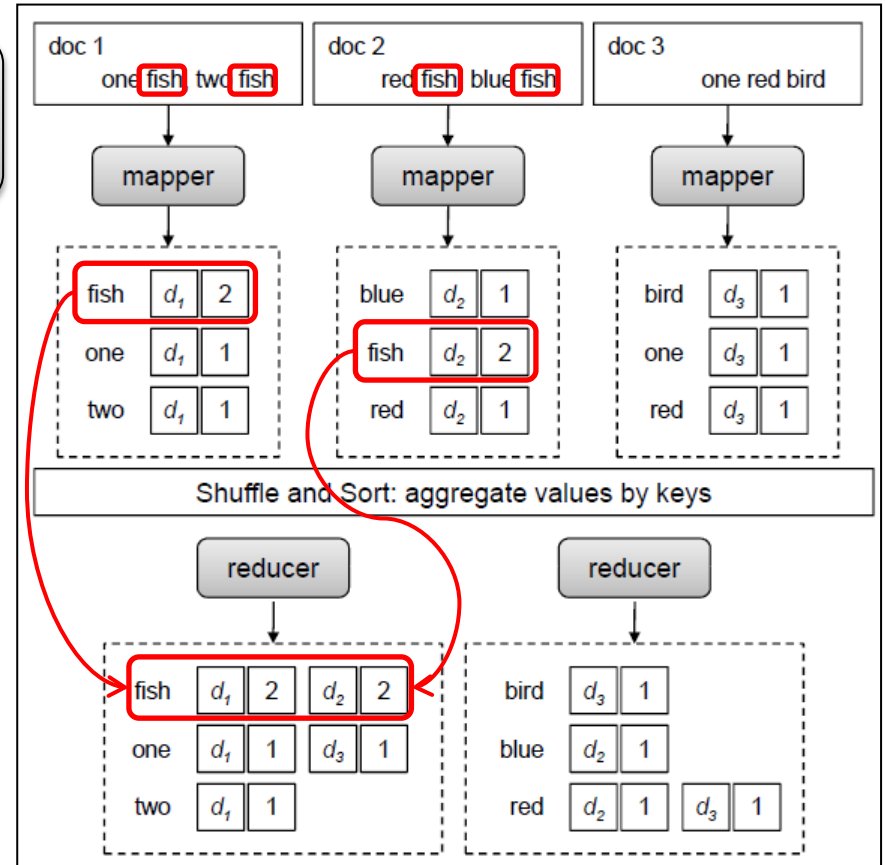 doc 1
one fish, two fish
doc 2
red fish, blue fish
doc 3
one red bird
mapper
mapper
mapper
fish d₁ 2
one d₁ 1
two d₁ 1
blue d₂ 1
fish d₂ 2
red d₂ 1
bird d₃ 1
one d₃ 1
red d₃ 1
Shuffle and Sort: aggregate values by keys
reducer
reducer
fish d₁ 2 d₂ 2
one d₁ 1 d₃ 1
two d₁ 1
bird d₃ 1
blue d₂ 1
red d₂ 1 d₃ 1